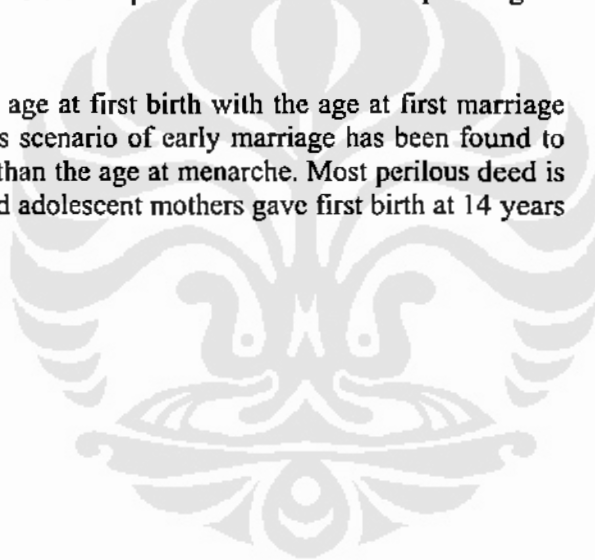 age at first birth with the age at first marriage
s scenario of early marriage has been found to
than the age at menarche. Most perilous deed is
d adolescent mothers gave first birth at 14 years